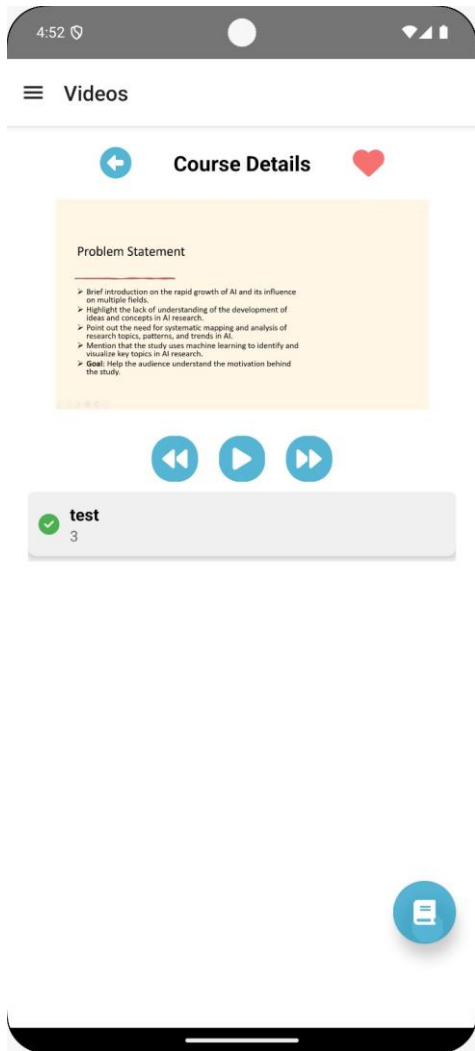 4:52
Videos
Course Details
Problem Statement
➢ Brief introduction on the rapid growth of AI and its influence
on multiple fields.
➢ Highlight the lack of understanding of the development of
ideas and concepts in AI research.
➢ Point out the need for systematic mapping and analysis of
research topics, patterns, and trends in AI.
➢ Mention that the study uses machine learning to identify and
visualize key topics in AI research.
➢ Goal: Help the audience understand the motivation behind
the study.
test
3